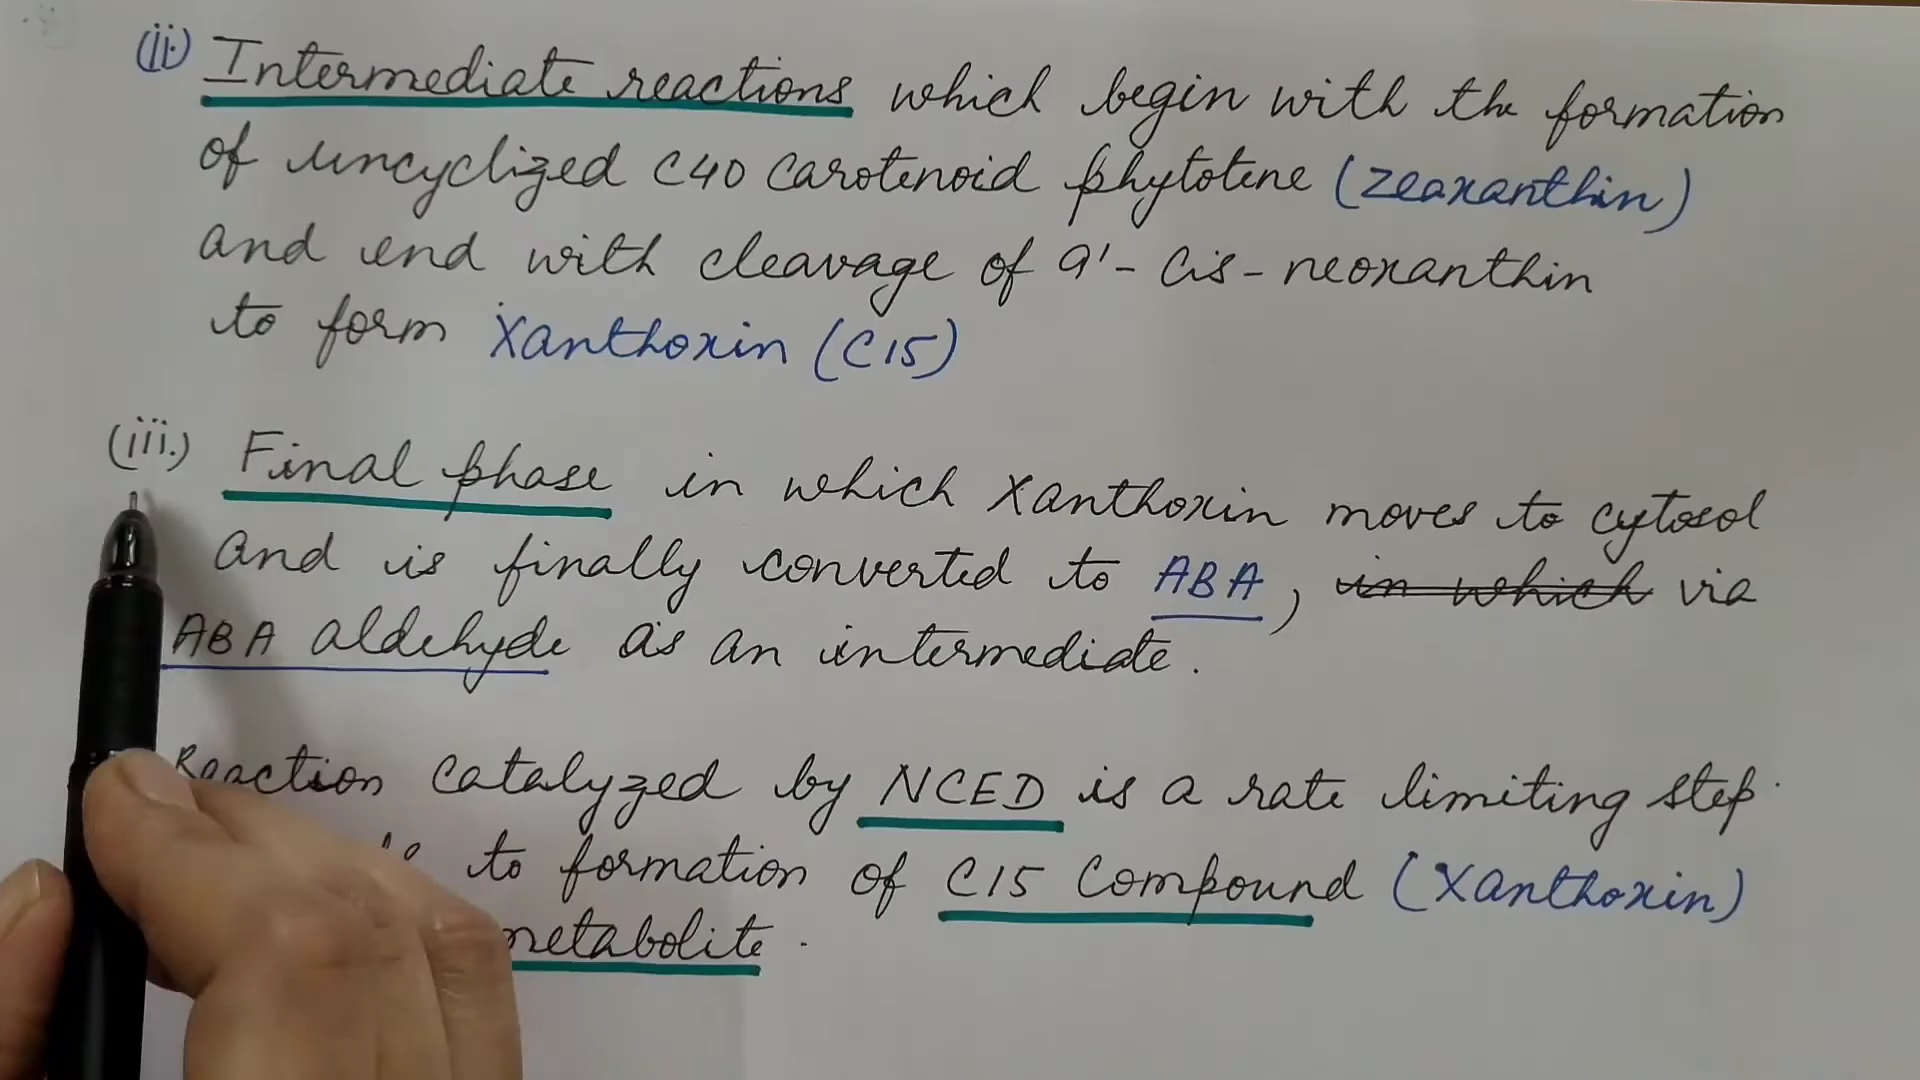 (ii) Intermediate reactions which begin with the formation
of uncyclized C40 carotenoid phytotene (zeaxanthin)
and end with cleavage of 9'-cis-neoxanthin
to form Xanthoxin (C15)
(iii.) Final phase in which Xanthoxin moves to cytosol
and is finally converted to ABA, in which via
ABA aldehyde as an intermediate.
Reaction catalyzed by NCED is a rate limiting step.
to formation of C15 Compound (Xanthoxin)
metabolite.